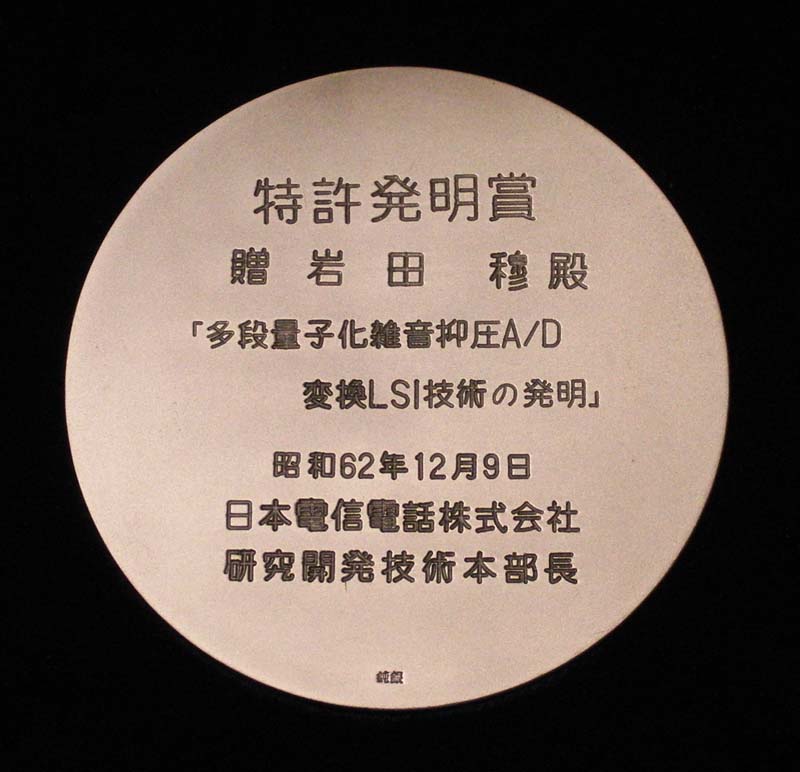 特許発明賞
贈 岩田 穆殿
「多段量子化雑音抑圧A/D
変換LSI技術の発明」
昭和62年12月9日
日本電信電話株式会社
研究開発技術本部長
純銀